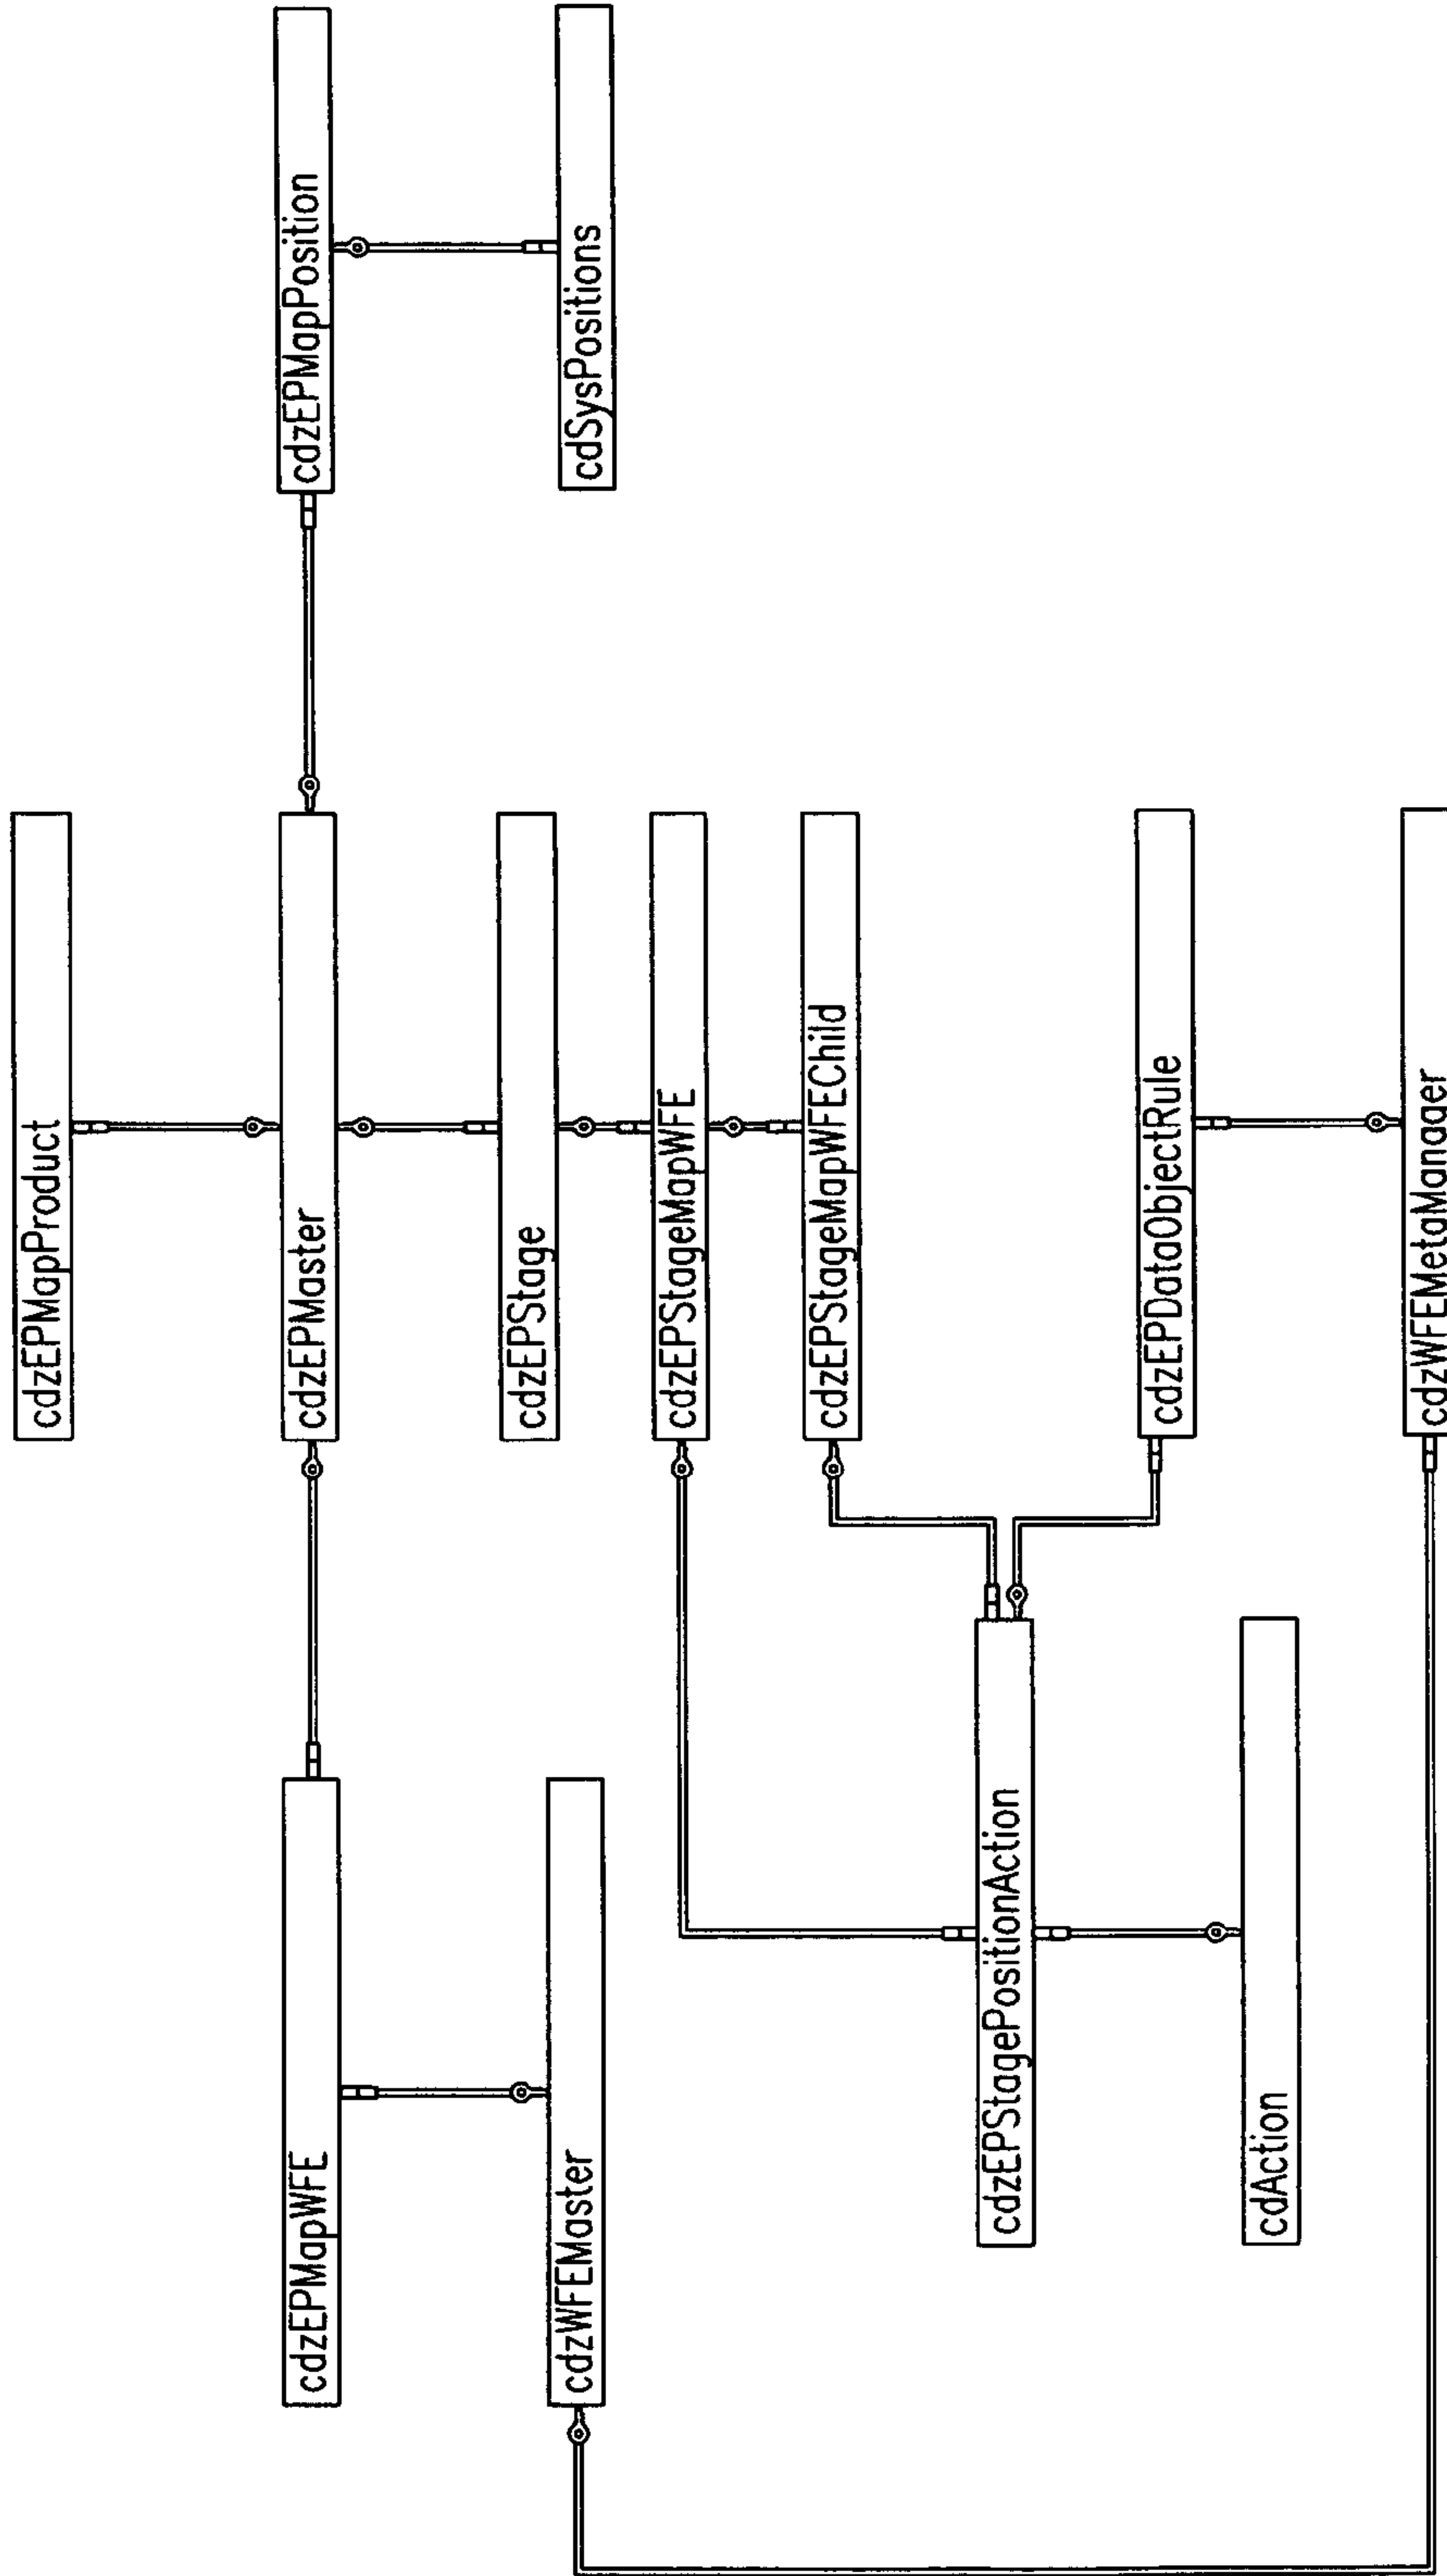 cdzEPMapProduct
cdzEPMapWFE
cdzEPMaster
cdzEPMapPosition
cdzWFEMaster
cdzEPStage
cdSysPositions
cdzEPStageMapWFE
cdzEPStageMapWFEChild
cdzEPStagePositionAction
cdzEPDataObjectRule
cdAction
cdzWFEMetaManager